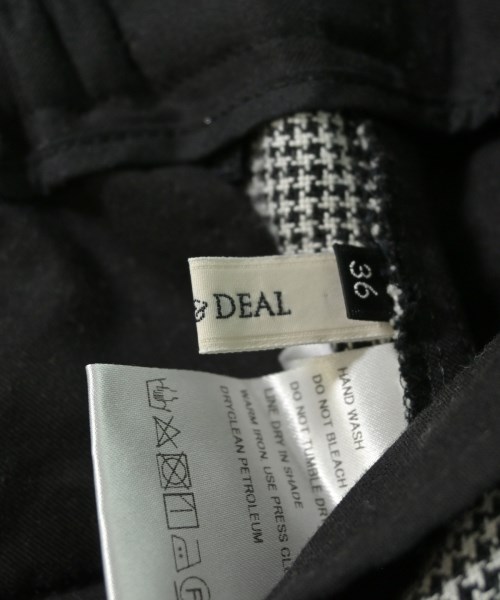 & DEAL
36
HAND WASH
DO NOT BLEACH
DO NOT TUMBLE DR
LINE DRY IN SHADE
WARM IRON. USE PRESS CL
DRYCLEAN PETROLEUM
F